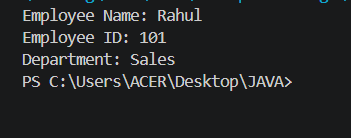 Employee Name: Rahul
Employee ID: 101
Department: Sales
PS C:\Users\ACER\Desktop\JAVA>